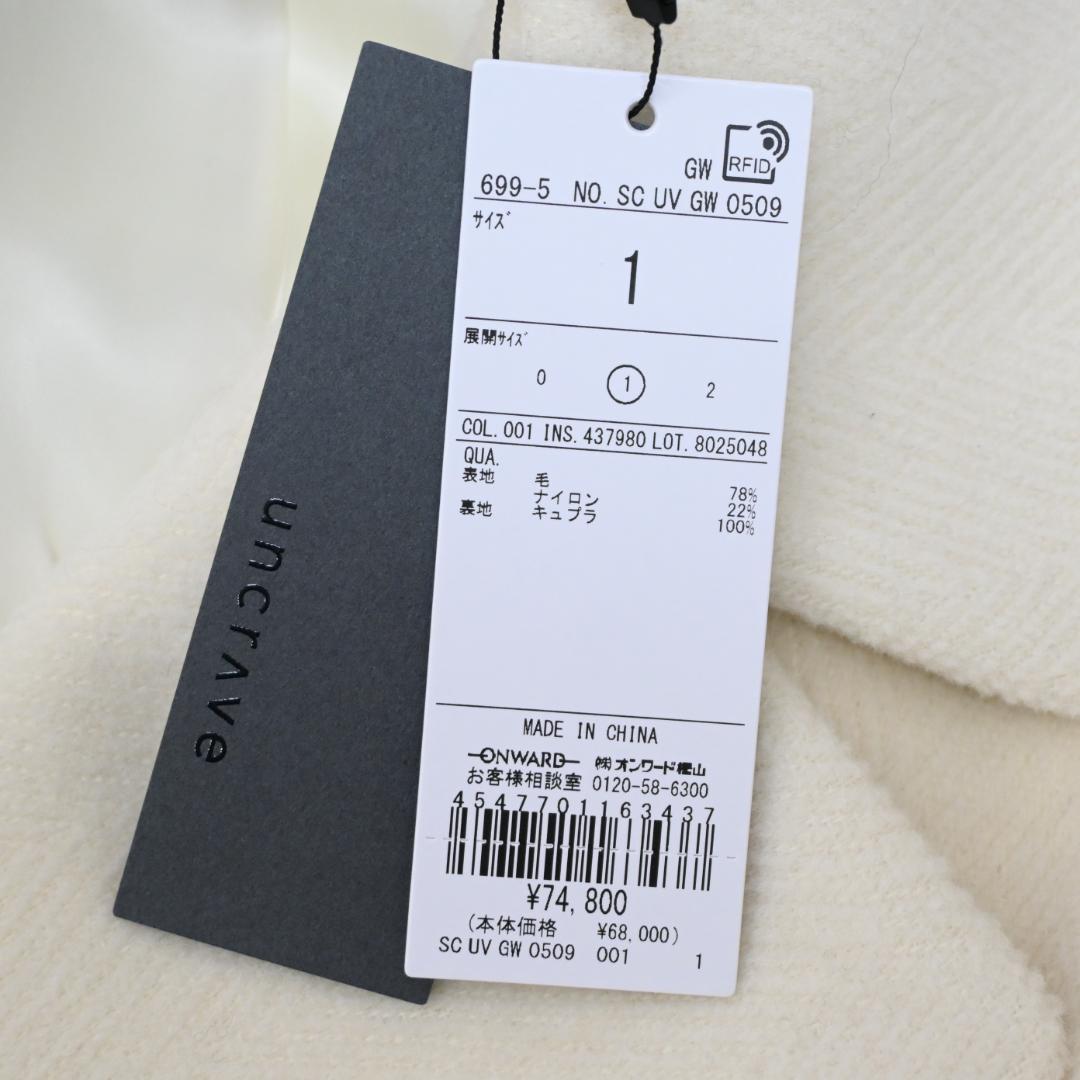 uncrave
RFID
GW
699-5 NO. SC UV GW 0509
サイズ
1
展開サイズ
0 1 2
COL. 001 INS. 437980 LOT. 8025048
QUA.
表地 毛 78%
ナイロン 22%
裏地 キュプラ 100%
MADE IN CHINA
ONWARD ㈱オンワード樫山
お客様相談室 0120-58-6300
4547701163437
¥74,800
(本体価格 ¥68,000)
SC UV GW 0509 001 1